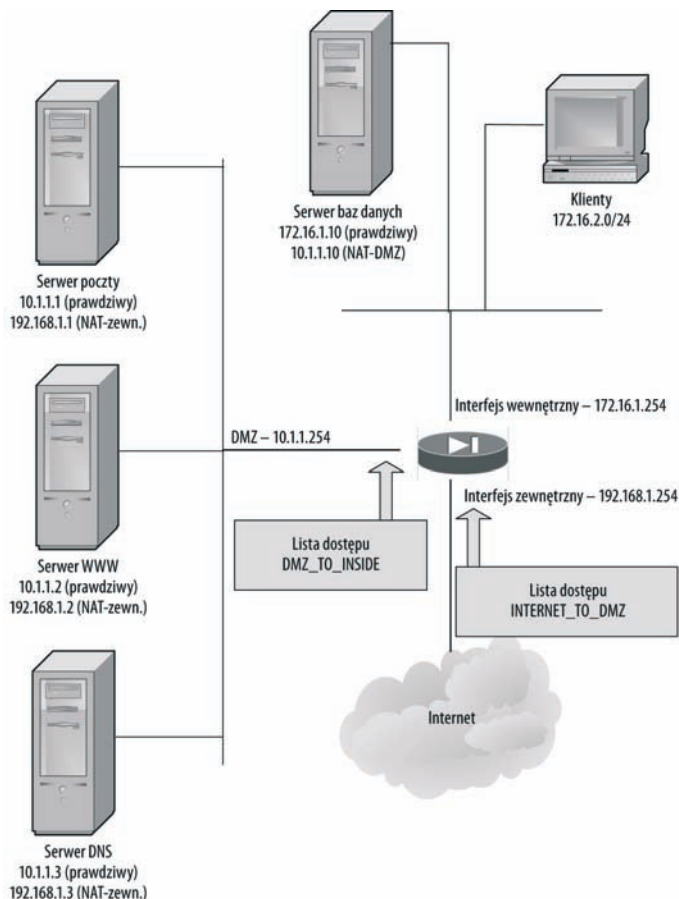 Serwer baz danych
172.16.1.10 (prawdziwy)
10.1.1.10 (NAT-DMZ)
Klienty
172.16.2.0/24
Serwer poczty
10.1.1.1 (prawdziwy)
192.168.1.1 (NAT-zewn.)
Interfejs wewnętrzny – 172.16.1.254
DMZ – 10.1.1.254
Interfejs zewnętrzny – 192.168.1.254
Lista dostępu
DMZ_TO_INSIDE
Serwer WWW
10.1.1.2 (prawdziwy)
192.168.1.2 (NAT-zewn.)
Lista dostępu
INTERNET_TO_DMZ
Internet
Serwer DNS
10.1.1.3 (prawdziwy)
192.168.1.3 (NAT-zewn.)